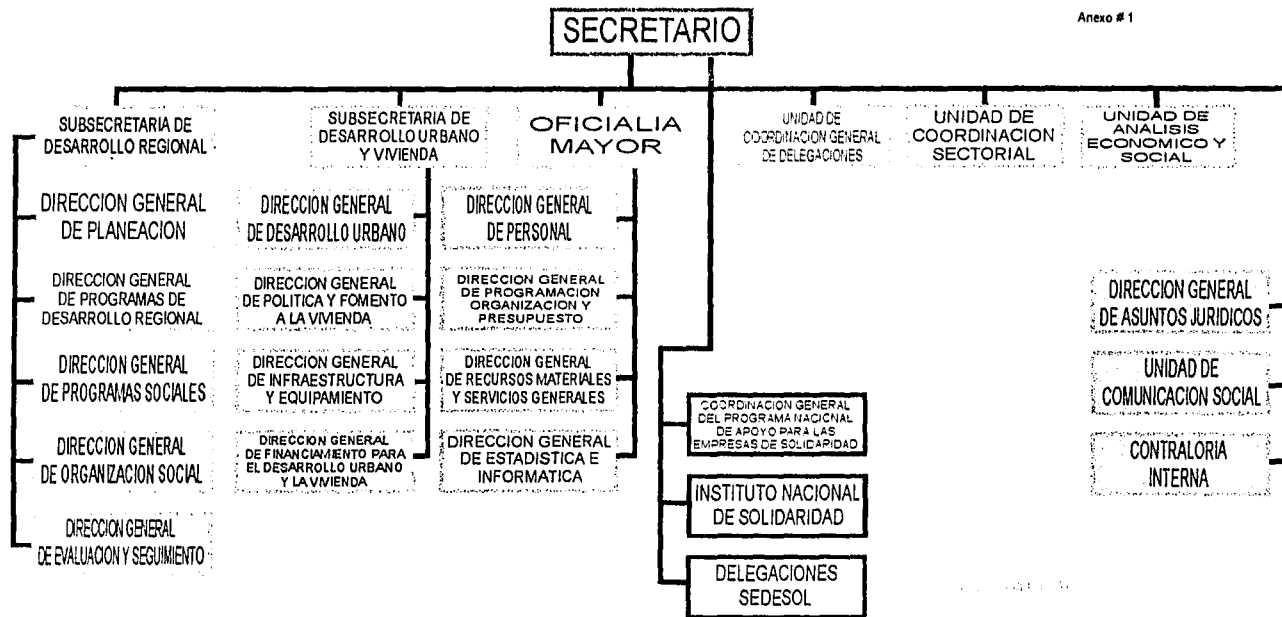 Anexo # 1
SECRETARIO
SUBSECRETARIA DE
DESARROLLO REGIONAL
DIRECCION GENERAL
DE PLANEACION
DIRECCION GENERAL
DE PROGRAMAS DE
DESARROLLO REGIONAL
DIRECCION GENERAL
DE PROGRAMAS SOCIALES
DIRECCION GENERAL
DE ORGANIZACION SOCIAL
DIRECCION GENERAL
DE EVALUACION Y SEGUIMIENTO
SUBSECRETARIA DE
DESARROLLO URBANO
Y VIVIENDA
DIRECCION GENERAL
DE DESARROLLO URBANO
DIRECCION GENERAL
DE POLITICA Y FOMENTO
A LA VIVIENDA
DIRECCION GENERAL
DE INFRAESTRUCTURA
Y EQUIPAMIENTO
DIRECCION GENERAL
DE FINANCIAMIENTO PARA
EL DESARROLLO URBANO
Y LA VIVIENDA
OFICIALIA
MAYOR
DIRECCION GENERAL
DE PERSONAL
DIRECCION GENERAL
DE PROGRAMACION
ORGANIZACION Y
PRESUPUESTO
DIRECCION GENERAL
DE RECURSOS MATERIALES
Y SERVICIOS GENERALES
DIRECCION GENERAL
DE ESTADISTICA E
INFORMATICA
COORDINACION GENERAL
DEL PROGRAMA NACIONAL
DE APOYO PARA LAS
EMPRESAS DE SOLIDARIDAD
INSTITUTO NACIONAL
DE SOLIDARIDAD
DELEGACIONES
SEDESOL
UNIDAD DE
COORDINACION GENERAL
DE DELEGACIONES
UNIDAD DE
COORDINACION
SECTORIAL
UNIDAD DE
ANALISIS
ECONOMICO Y
SOCIAL
DIRECCION GENERAL
DE ASUNTOS JURIDICOS
UNIDAD DE
COMUNICACION SOCIAL
CONTRALORIA
INTERNA